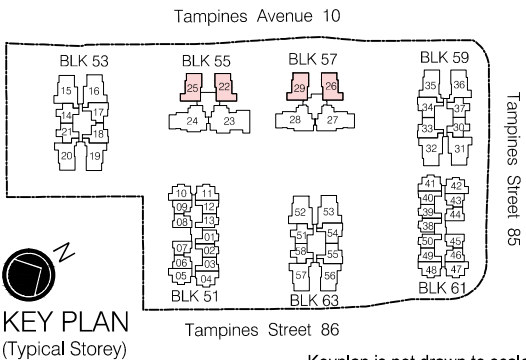 Tampines Avenue 10
BLK 53
BLK 55
BLK 57
BLK 59
15 16
14 17
21 18
20 19
25 22
24 23
29 26
28 27
35 36
34 37
33 30
32 31
Tampines Street 85
10 11
09 12
08 13
01
07 02
06 03
05 04
BLK 51
52 53
51 54
58 55
57 56
BLK 63
41 42
40 43
39 44
38
50 45
49 46
48 47
BLK 61
N
KEY PLAN
(Typical Storey)
Tampines Street 86
Keyplan is not drawn to scale